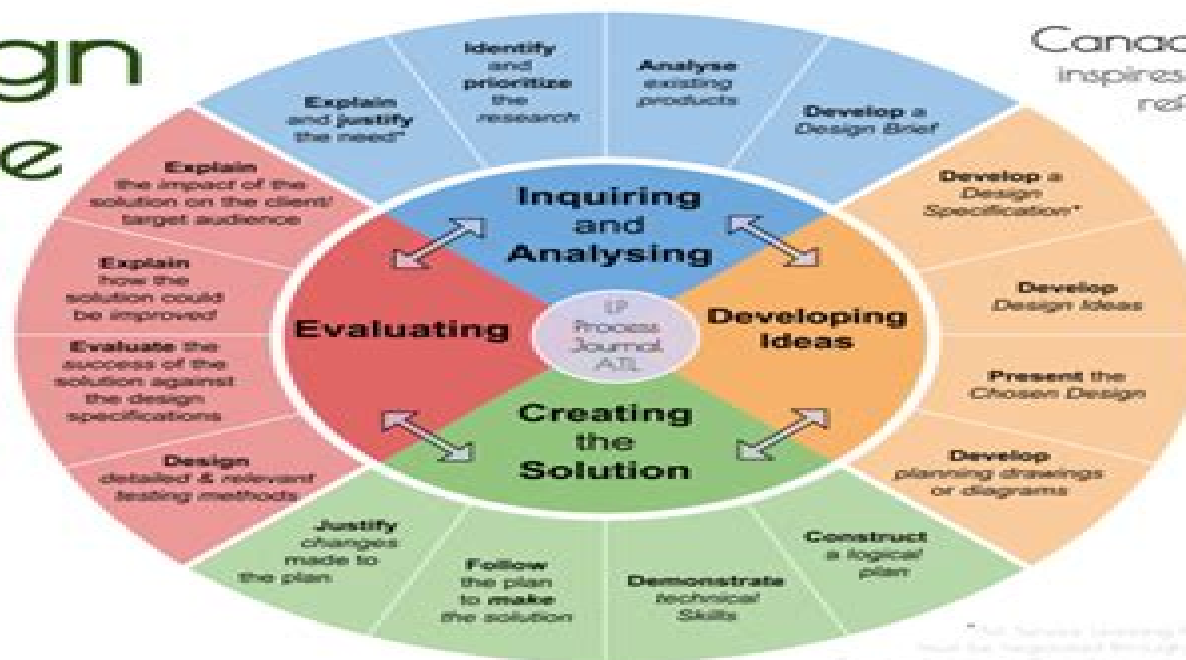 gn
e
Canad
inspires
Explain
and justify
the need*
Identify
and
prioritize
the
research
Analyse
existing
products
Develop a
Design Brief
Develop a
Design
Specification*
Develop
Design Ideas
Present the
Chosen Design
Develop
planning drawings
or diagrams
Construct
a logical
plan
Demonstrate
technical
Skills
Follow
the plan
to make
the solution
Justify
changes
made to
the plan
Design
detailed & relevant
testing methods
Evaluate the
success of the
solution against
the design
specifications
Explain
how the
solution could
be improved
Explain
the impact of the
solution on the client/
target audience
Inquiring
and
Analysing
Developing
Ideas
Creating
the
Solution
Evaluating
LP
Process
Journal
ATL